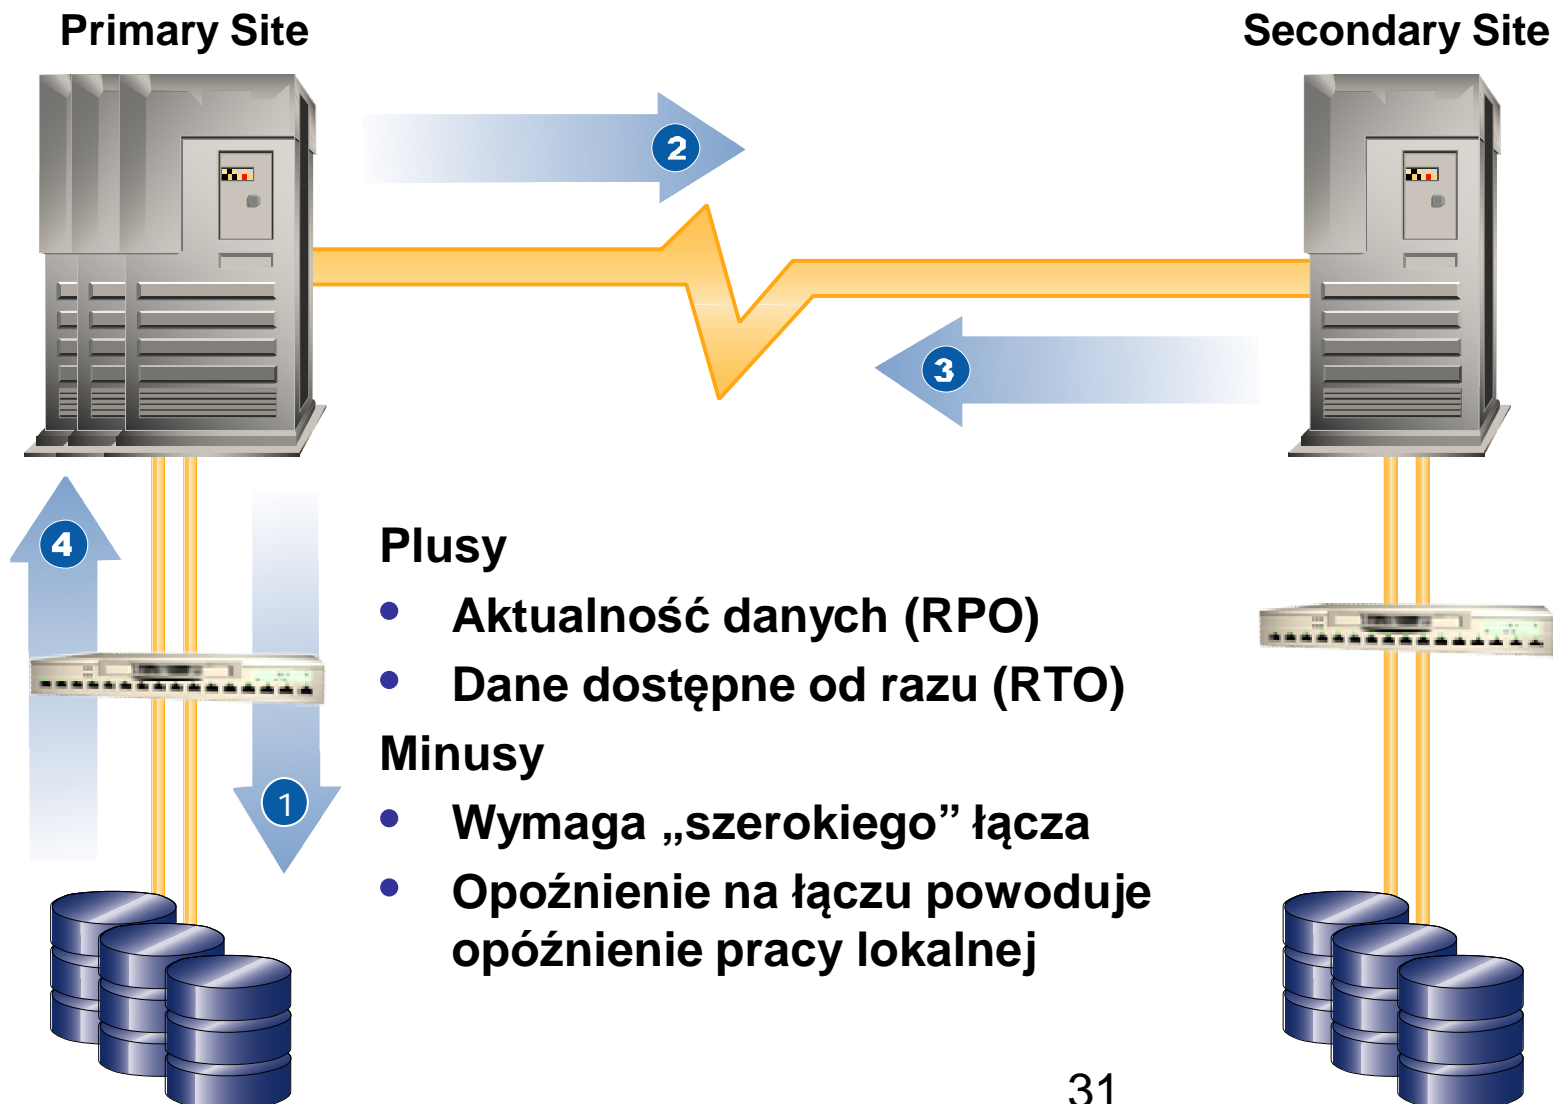 Primary Site
Secondary Site
2
3
4
1
Plusy
• Aktualność danych (RPO)
• Dane dostępne od razu (RTO)
Minusy
• Wymaga „szerokiego” łącza
• Opoźnienie na łączu powoduje
opóźnienie pracy lokalnej
31